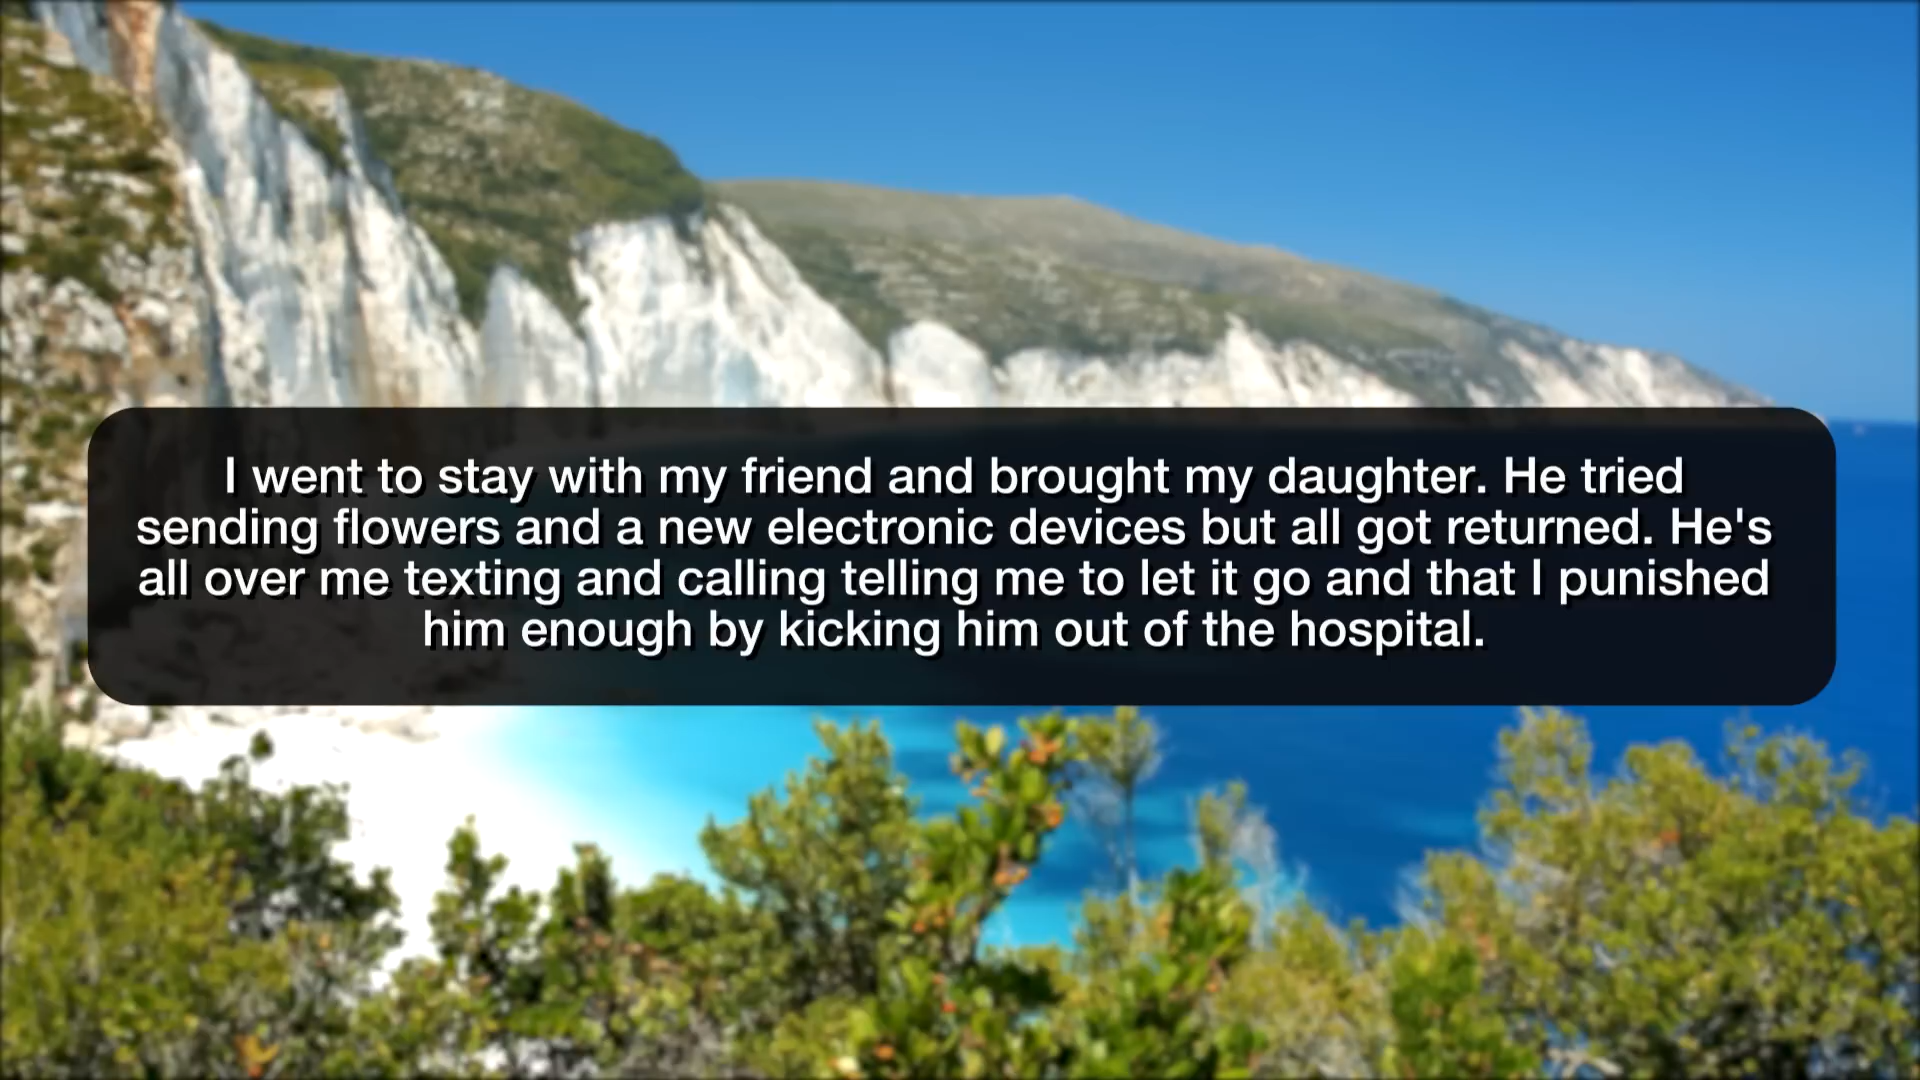 I went to stay with my friend and brought my daughter. He tried
sending flowers and a new electronic devices but all got returned. He's
all over me texting and calling telling me to let it go and that I punished
him enough by kicking him out of the hospital.